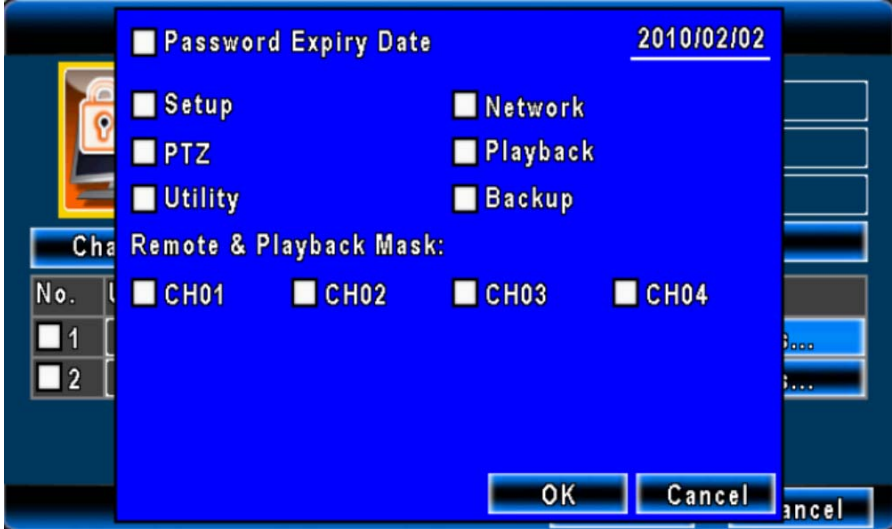 Password Expiry Date 2010/02/02
Setup Network
PTZ Playback
Utility Backup
Remote & Playback Mask:
No. CH01 CH02 CH03 CH04
1
2
OK Cancel